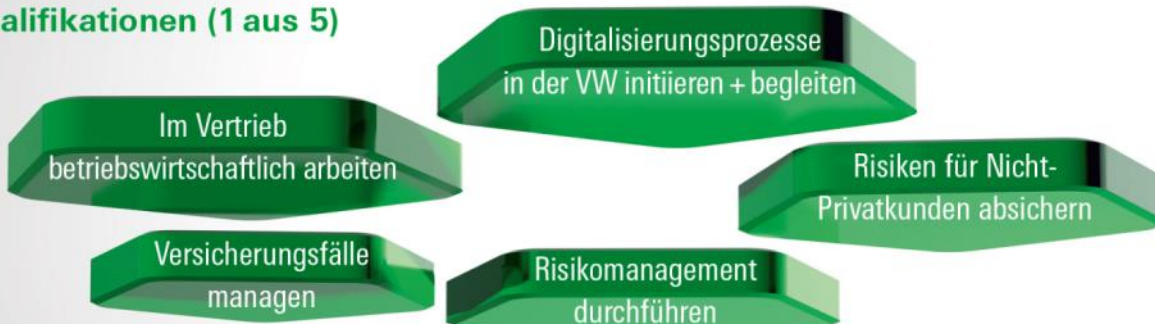 alifikationen (1 aus 5)
Digitalisierungsprozesse
in der VW initiieren + begleiten
Im Vertrieb
betriebswirtschaftlich arbeiten
Risiken für Nicht-
Privatkunden absichern
Versicherungsfälle
managen
Risikomanagement
durchführen